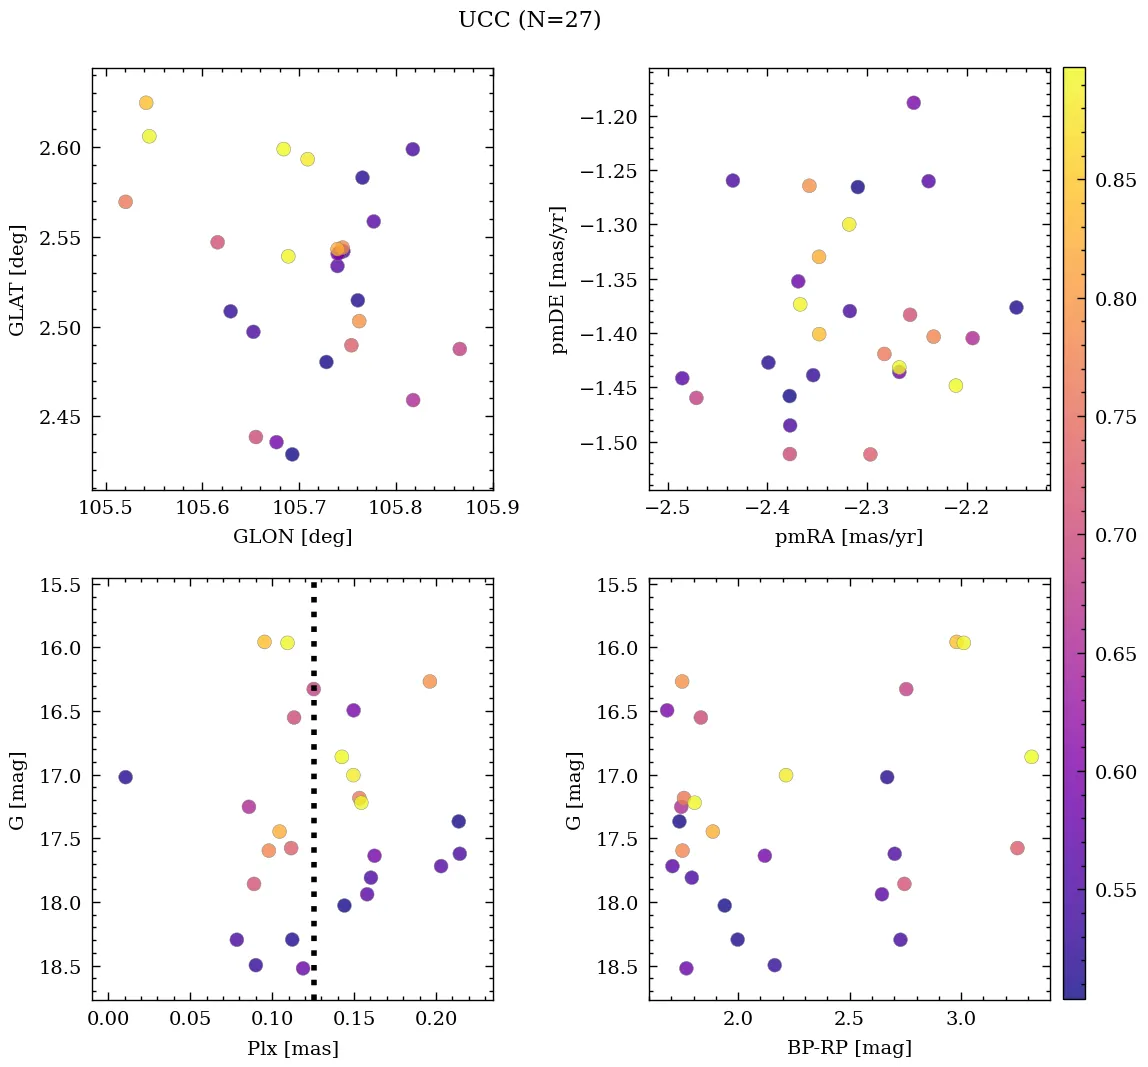 UCC (N=27)
2.60
2.55
2.50
2.45
GLAT [deg]
105.5 105.6 105.7 105.8 105.9
GLON [deg]
−1.20
−1.25
−1.30
−1.35
−1.40
−1.45
−1.50
pmDE [mas/yr]
−2.5 −2.4 −2.3 −2.2
pmRA [mas/yr]
15.5
16.0
16.5
17.0
17.5
18.0
18.5
G [mag]
0.00 0.05 0.10 0.15 0.20
Plx [mas]
15.5
16.0
16.5
17.0
17.5
18.0
18.5
G [mag]
2.0 2.5 3.0
BP-RP [mag]
0.85
0.80
0.75
0.70
0.65
0.60
0.55